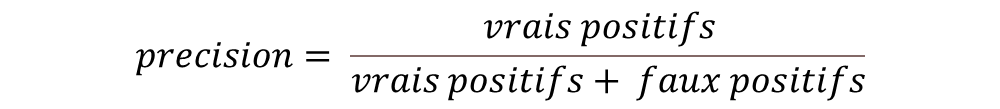 precision = vrais positifs / vrais positifs + faux positifs